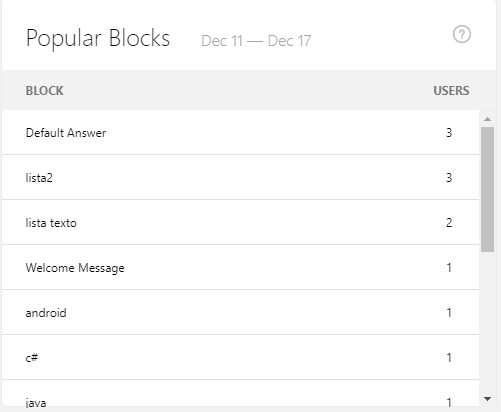 Popular Blocks Dec 11 — Dec 17 ?
BLOCK USERS
Default Answer 3
lista2 3
lista texto 2
Welcome Message 1
android 1
c# 1
java 1